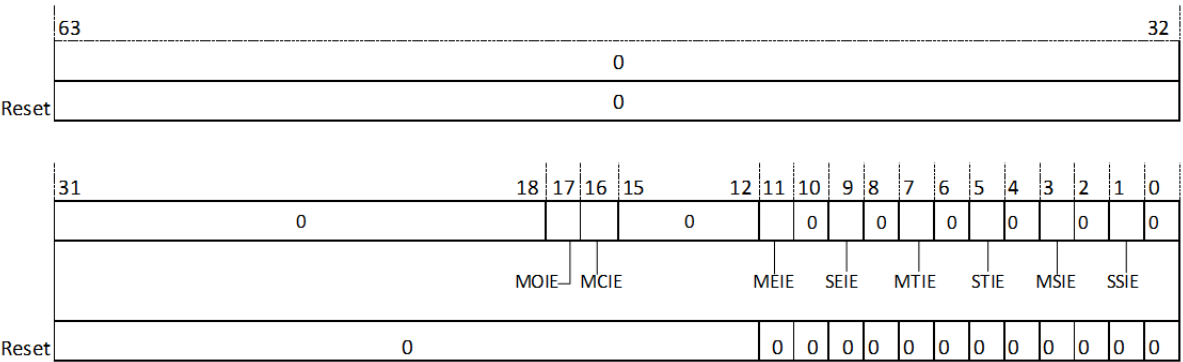 63 32
0
Reset 0
31 18 17 16 15 12 11 10 9 8 7 6 5 4 3 2 1 0
0 0 0 0 0 0 0 0
MOIE MCIE MEIE SEIE MTIE STIE MSIE SSIE
Reset 0 0 0 0 0 0 0 0 0 0 0 0 0